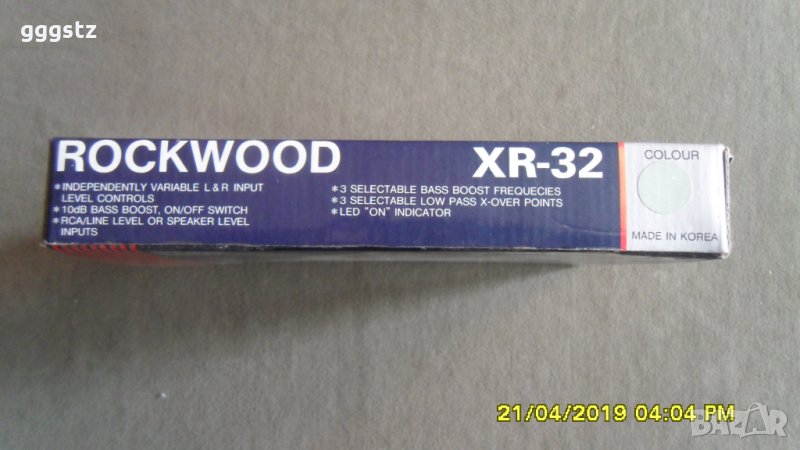 gggstz
ROCKWOOD
XR-32
COLOUR
*INDEPENDENTLY VARIABLE L & R INPUT
LEVEL CONTROLS
*10dB BASS BOOST, ON/OFF SWITCH
*RCA/LINE LEVEL OR SPEAKER LEVEL
INPUTS
*3 SELECTABLE BASS BOOST FREQUECIES
*3 SELECTABLE LOW PASS X-OVER POINTS
*LED "ON" INDICATOR
MADE IN KOREA
21/04/2019 04:04 PM
BAZAR